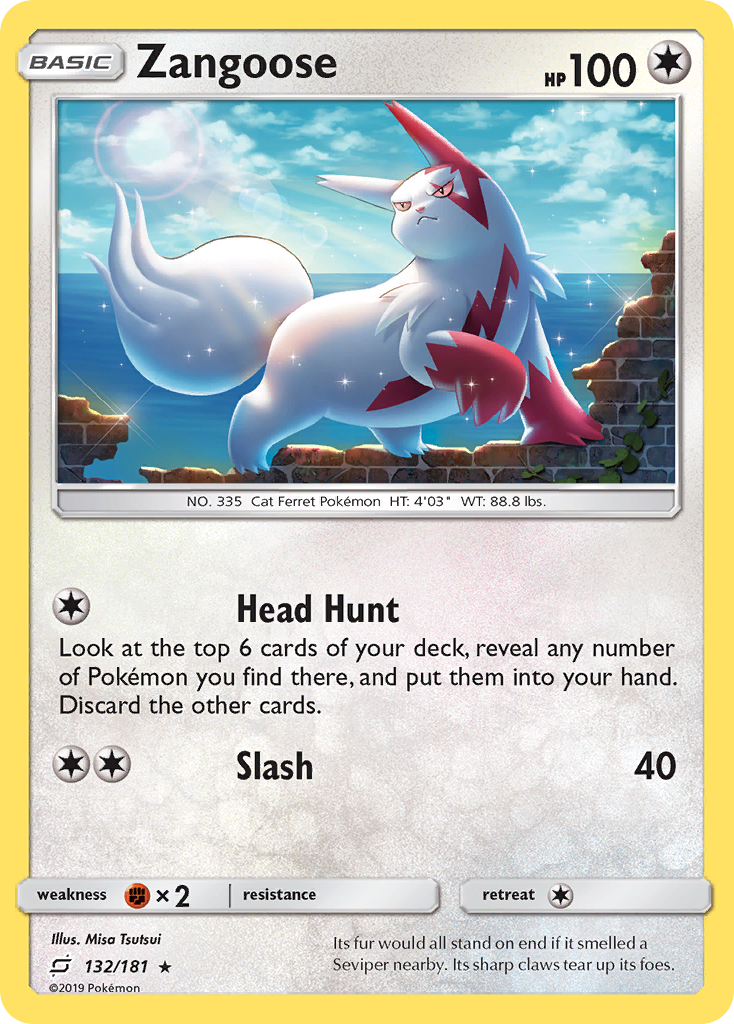 BASIC Zangoose HP 100
NO. 335 Cat Ferret Pokémon HT: 4'03" WT: 88.8 lbs.
Head Hunt
Look at the top 6 cards of your deck, reveal any number
of Pokémon you find there, and put them into your hand.
Discard the other cards.
Slash 40
weakness × 2 resistance retreat
Illus. Misa Tsutsui
132/181 ★
©2019 Pokémon
Its fur would all stand on end if it smelled a
Seviper nearby. Its sharp claws tear up its foes.